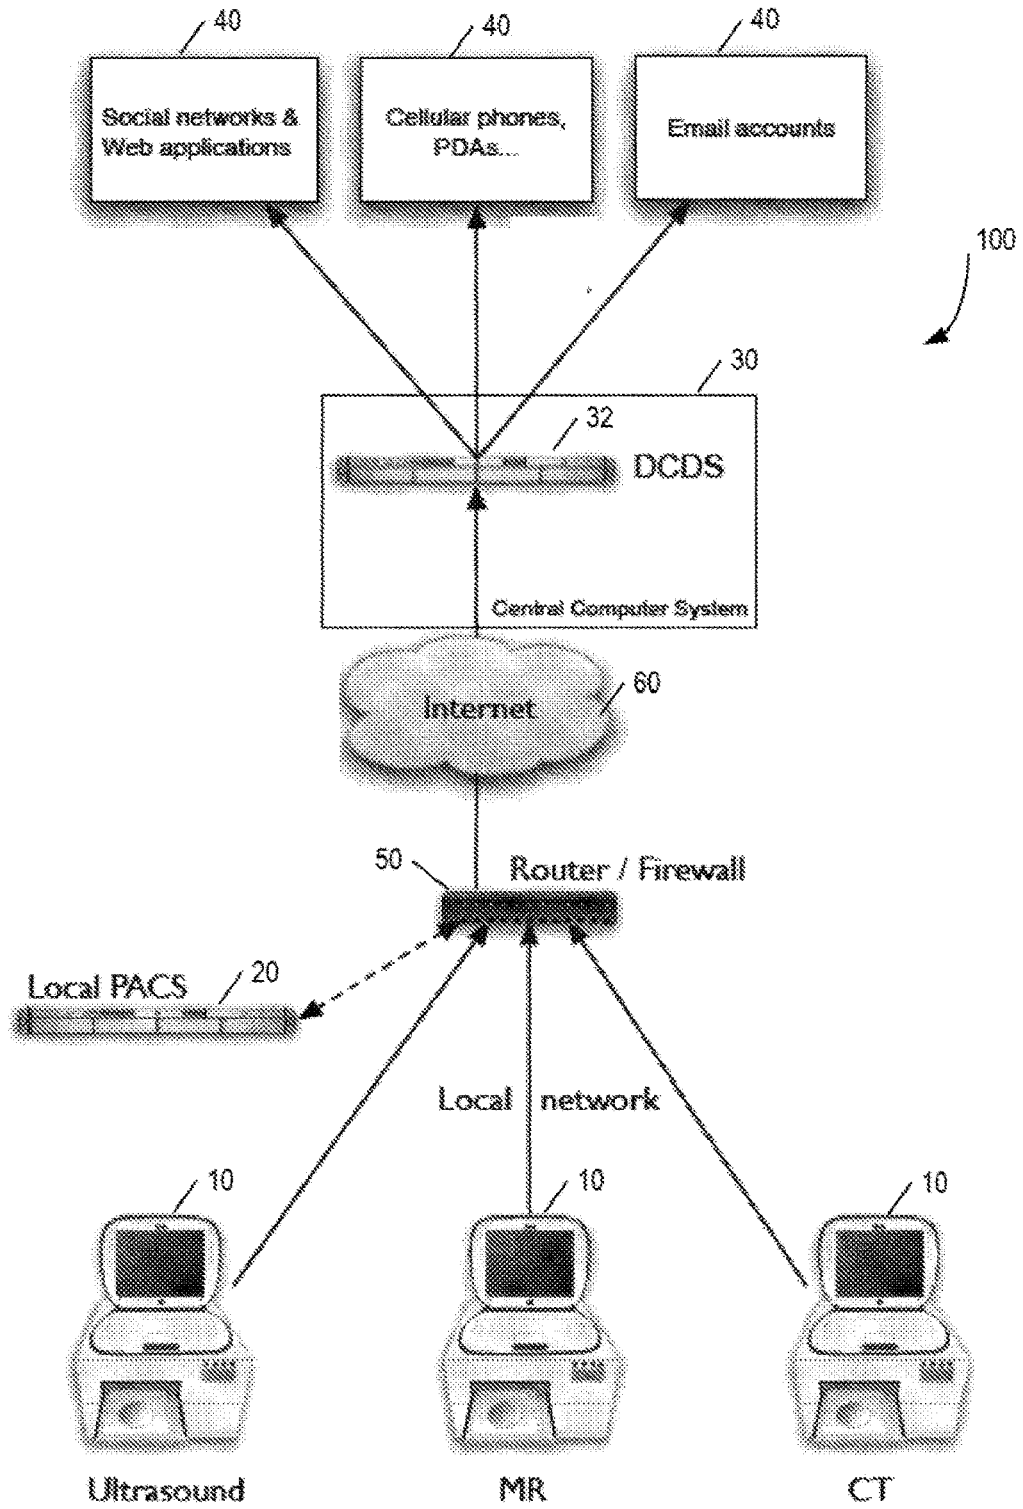 40
40
40
Social networks &
Web applications
Cellular phones,
PDAs...
Email accounts
100
30
32
DCDS
Central Computer System
Internet
60
50
Router / Firewall
Local PACS
20
Local network
10
10
10
Ultrasound
MR
CT